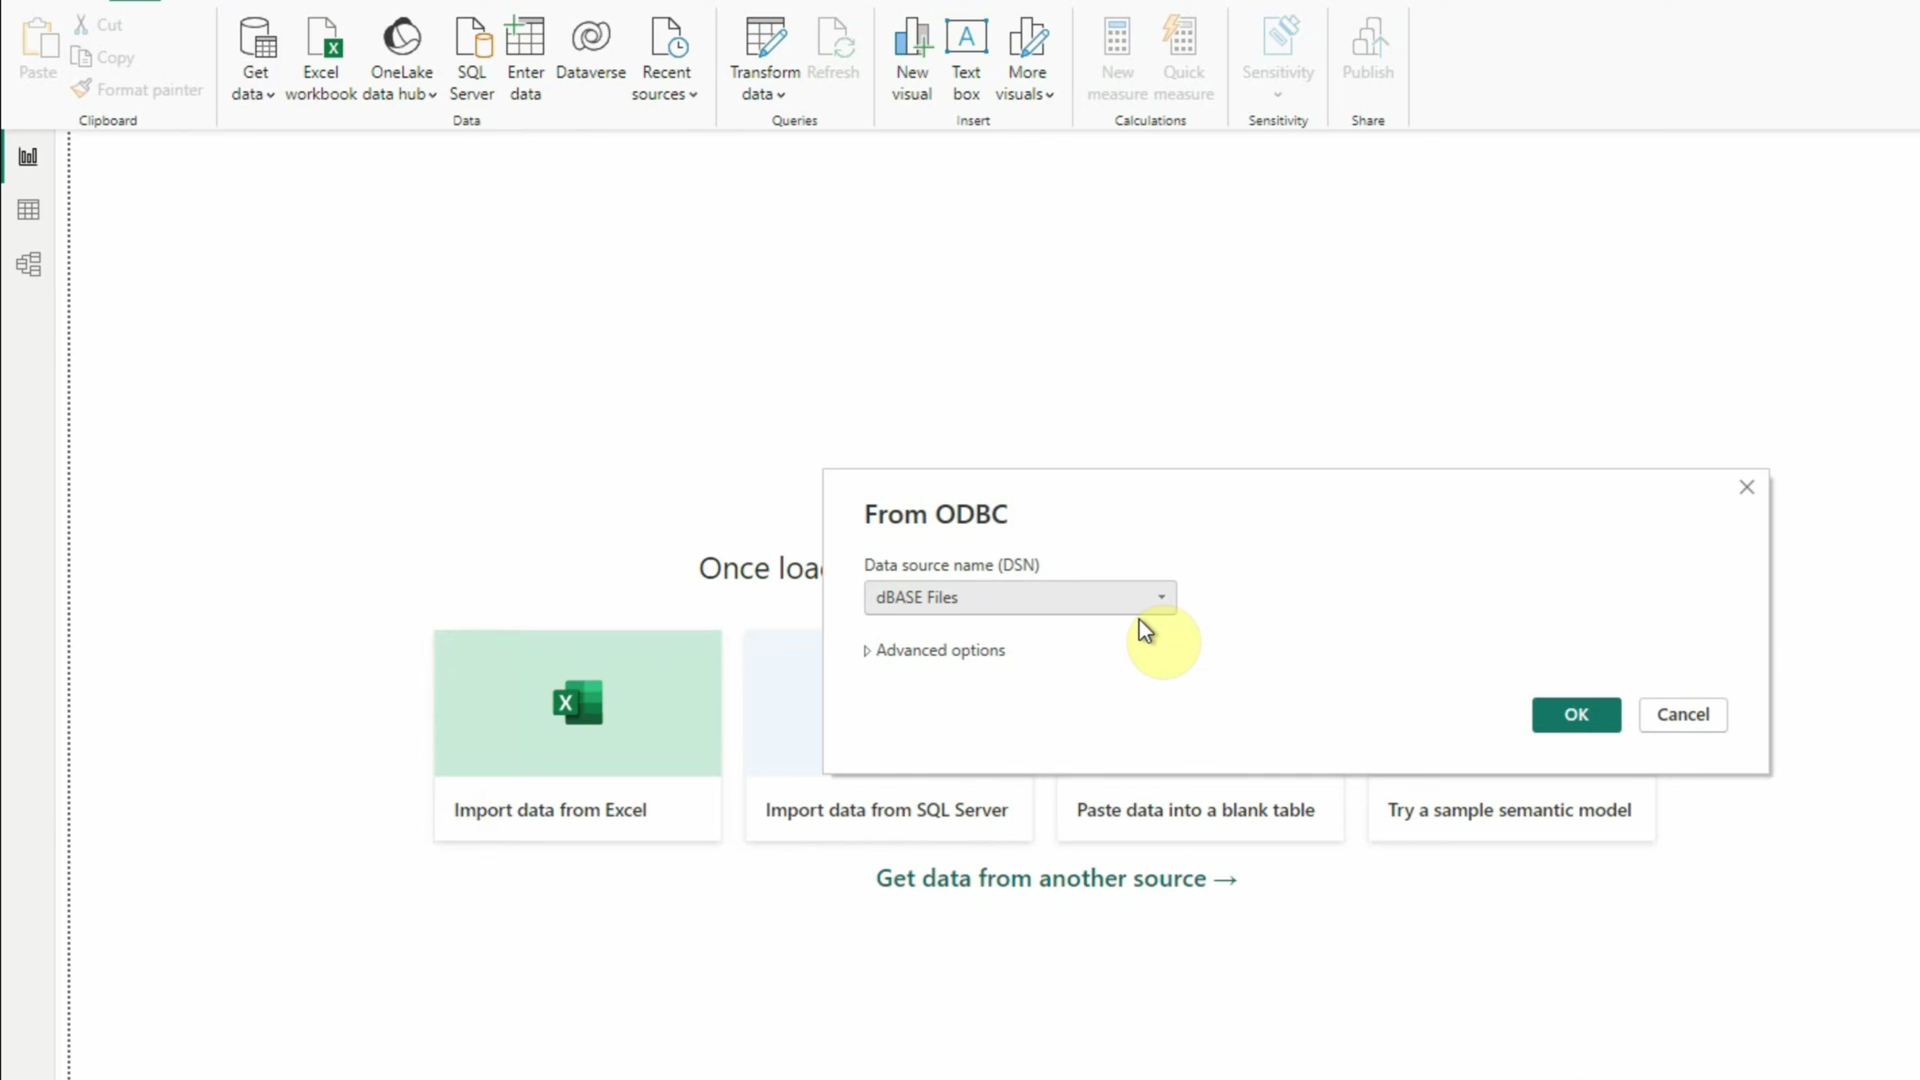 Paste
Cut
Copy
Format painter
Clipboard
Get data
Excel workbook
OneLake data hub
SQL Server
Enter data
Dataverse
Recent sources
Data
Transform data
Refresh
Queries
New visual
A
Text box
More visuals
Insert
New measure
Quick measure
Calculations
Sensitivity
Sensitivity
Publish
Share
Once loa
From ODBC
Data source name (DSN)
dBASE Files
Advanced options
OK
Cancel
X
X
Import data from Excel
Import data from SQL Server
Paste data into a blank table
Try a sample semantic model
Get data from another source →